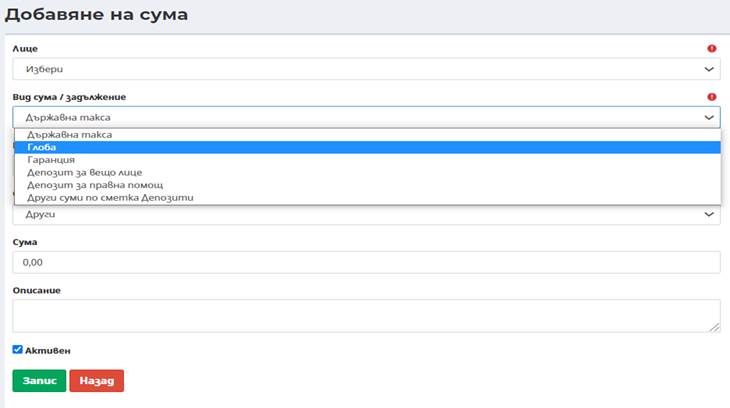 Добавяне на сума
Лице
Избери
Вид сума / задължение
Държавна такса
Държавна такса
Глоба
Гаранция
Депозит за вещо лице
Депозит за правна помощ
Други суми по сметка Депозити
Други
Сума
0,00
Описание
Активен
Запис Назад